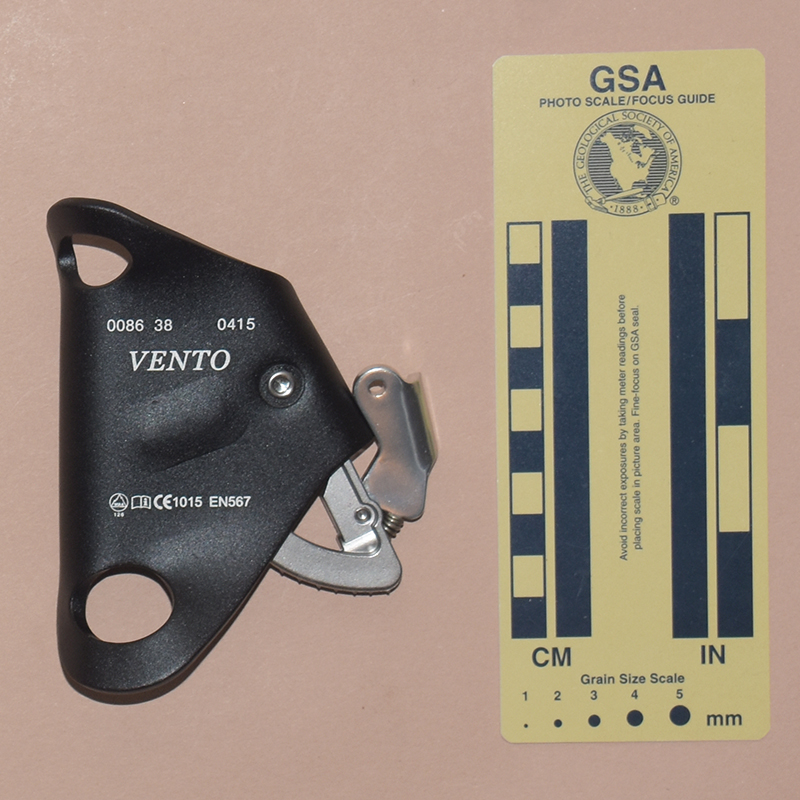 0086 38 0415
VENTO
CE1015 EN567
128
GSA
PHOTO SCALE/FOCUS GUIDE
THE GEOLOGICAL SOCIETY OF AMERICA
·1888·
®
Avoid incorrect exposures by taking meter readings before
placing scale in picture area. Fine-focus on GSA seal.
CM IN
Grain Size Scale
1 2 3 4 5
mm